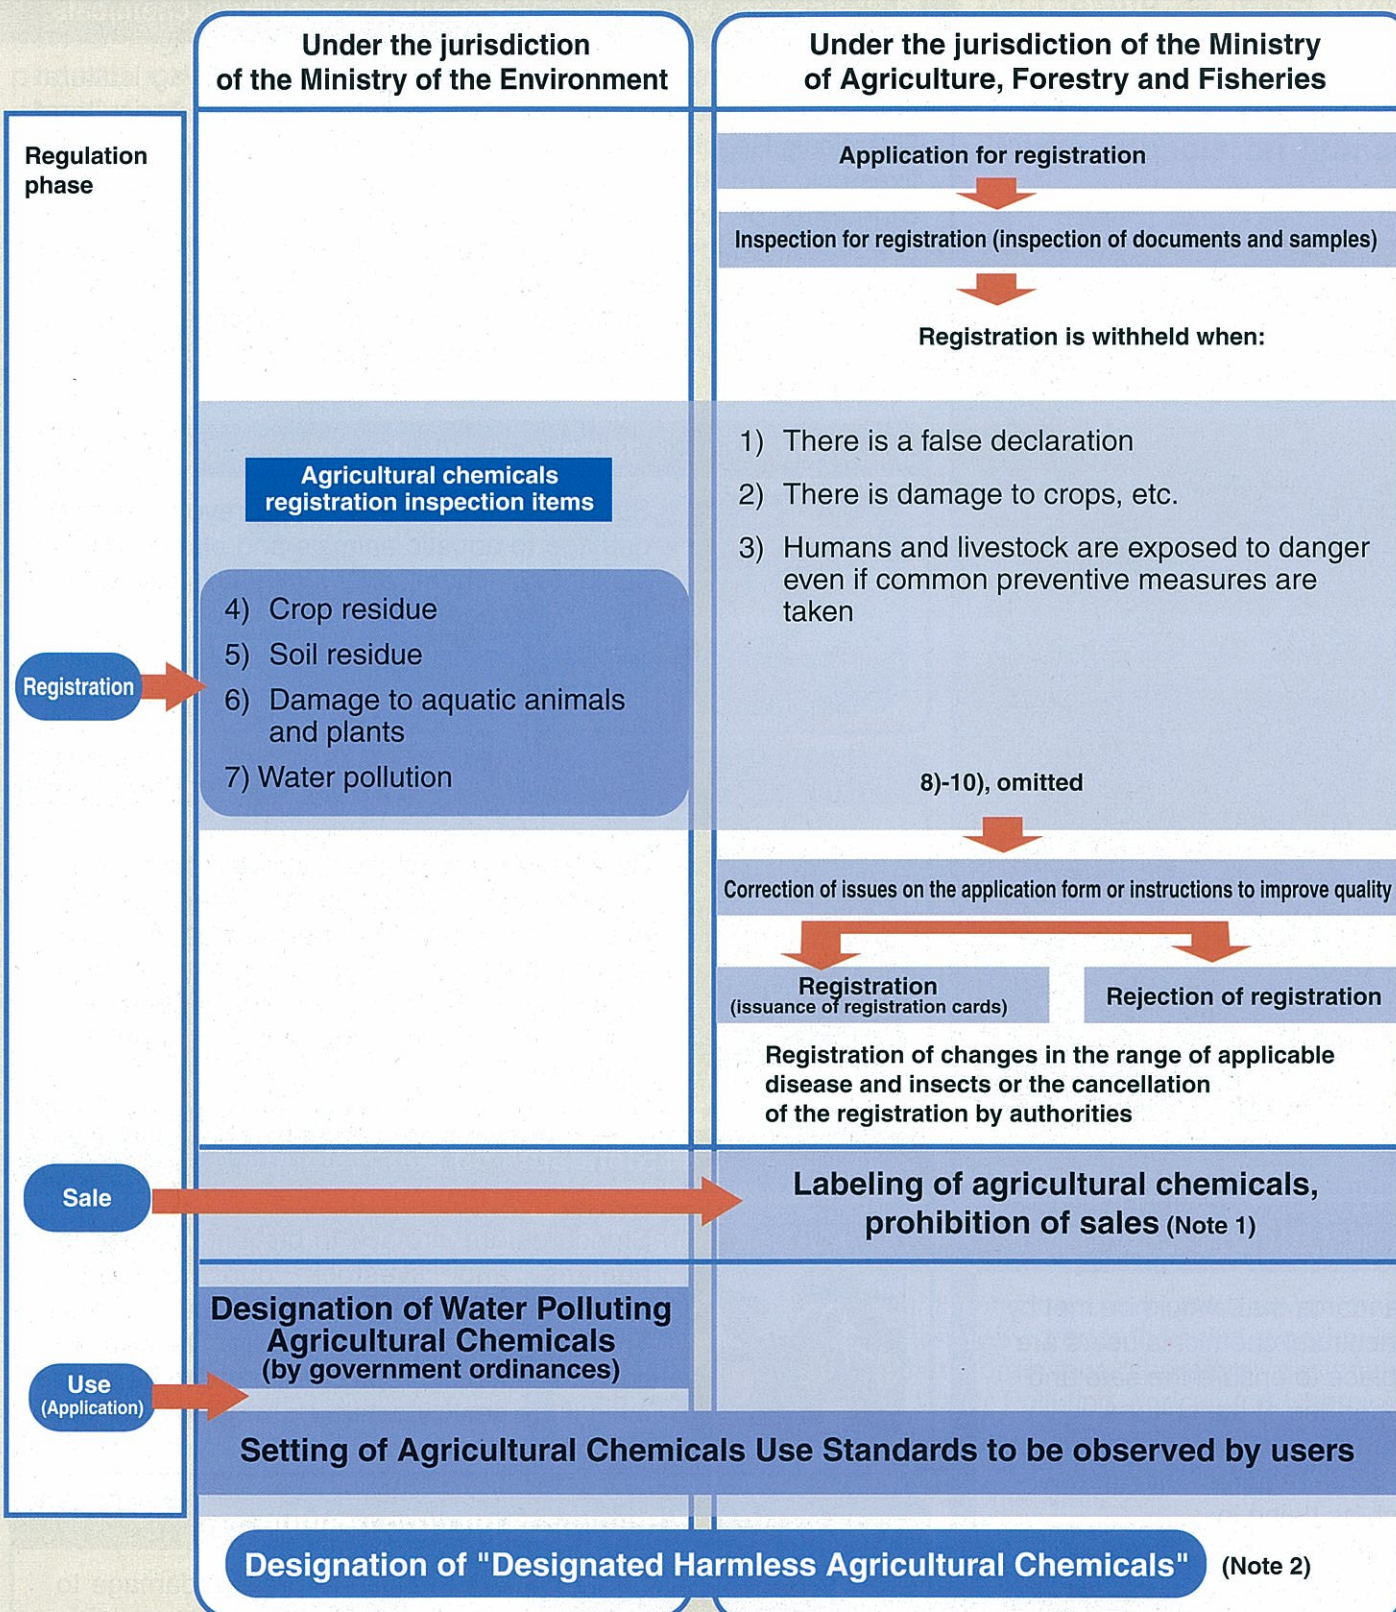 Under the jurisdiction
of the Ministry of the Environment
Under the jurisdiction of the Ministry
of Agriculture, Forestry and Fisheries
Regulation
phase
Application for registration
Inspection for registration (inspection of documents and samples)
Registration is withheld when:
Agricultural chemicals
registration inspection items
1) There is a false declaration
2) There is damage to crops, etc.
3) Humans and livestock are exposed to danger
even if common preventive measures are
taken
Registration
4) Crop residue
5) Soil residue
6) Damage to aquatic animals
and plants
7) Water pollution
8)-10), omitted
Correction of issues on the application form or instructions to improve quality
Registration
(issuance of registration cards)
Rejection of registration
Registration of changes in the range of applicable
disease and insects or the cancellation
of the registration by authorities
Sale
Labeling of agricultural chemicals,
prohibition of sales (Note 1)
Use
(Application)
Designation of Water Polluting
Agricultural Chemicals
(by government ordinances)
Setting of Agricultural Chemicals Use Standards to be observed by users
Designation of "Designated Harmless Agricultural Chemicals" (Note 2)